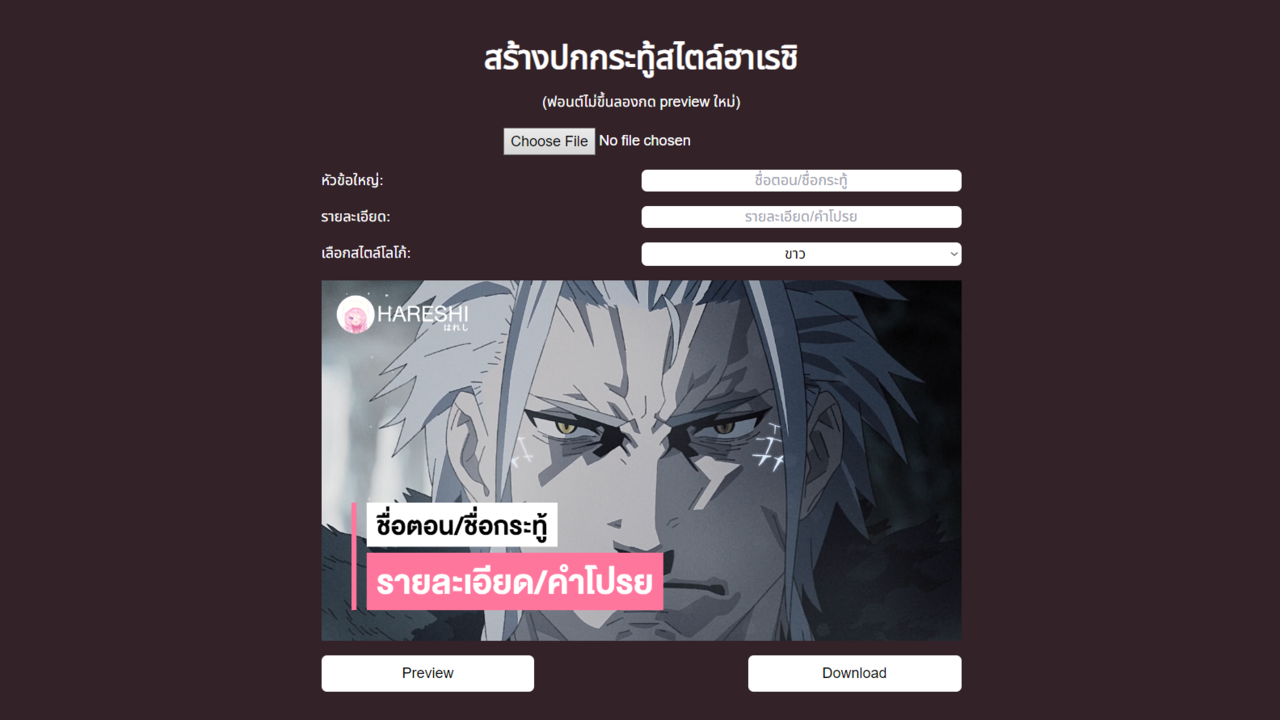 สร้างปกกระทู้สไตล์ฮาเรชิ
(ฟอนต์ไม่ขึ้นลองกด preview ใหม่)
Choose File No file chosen
หัวข้อใหญ่: ชื่อตอน/ชื่อกระทู้
รายละเอียด: รายละเอียด/คำโปรย
เลือกสไตล์โลโก้: ขาว
HARESHI
はれし
ชื่อตอน/ชื่อกระทู้
รายละเอียด/คำโปรย
Preview Download